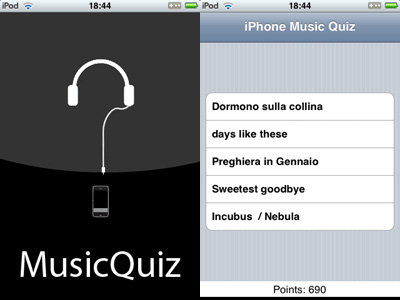 iPod 18:44
MusicQuiz
iPod 18:44
iPhone Music Quiz
Dormono sulla collina
days like these
Preghiera in Gennaio
Sweetest goodbye
Incubus / Nebula
Points: 690